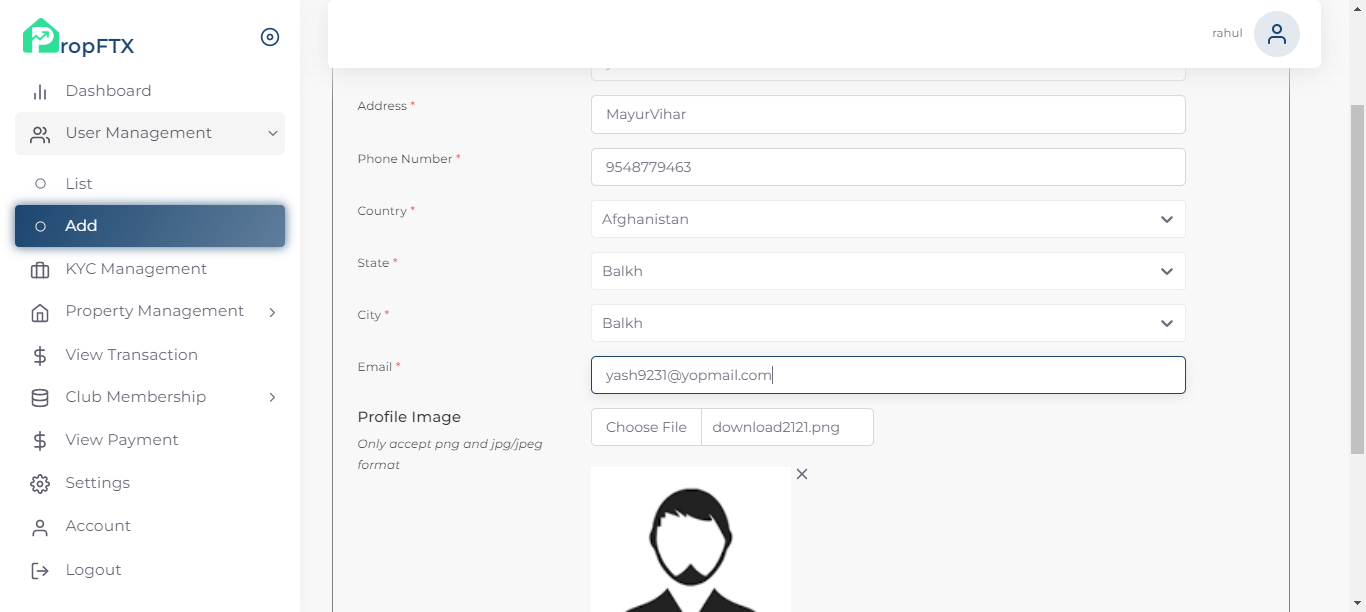 PropFTX
rahul
Dashboard
User Management
List
Add
KYC Management
Property Management
View Transaction
Club Membership
View Payment
Settings
Account
Logout
Address *
MayurVihar
Phone Number *
9548779463
Country *
Afghanistan
State *
Balkh
City *
Balkh
Email *
yash9231@yopmail.com
Profile Image
Only accept png and jpg/jpeg
format
Choose File
download2121.png